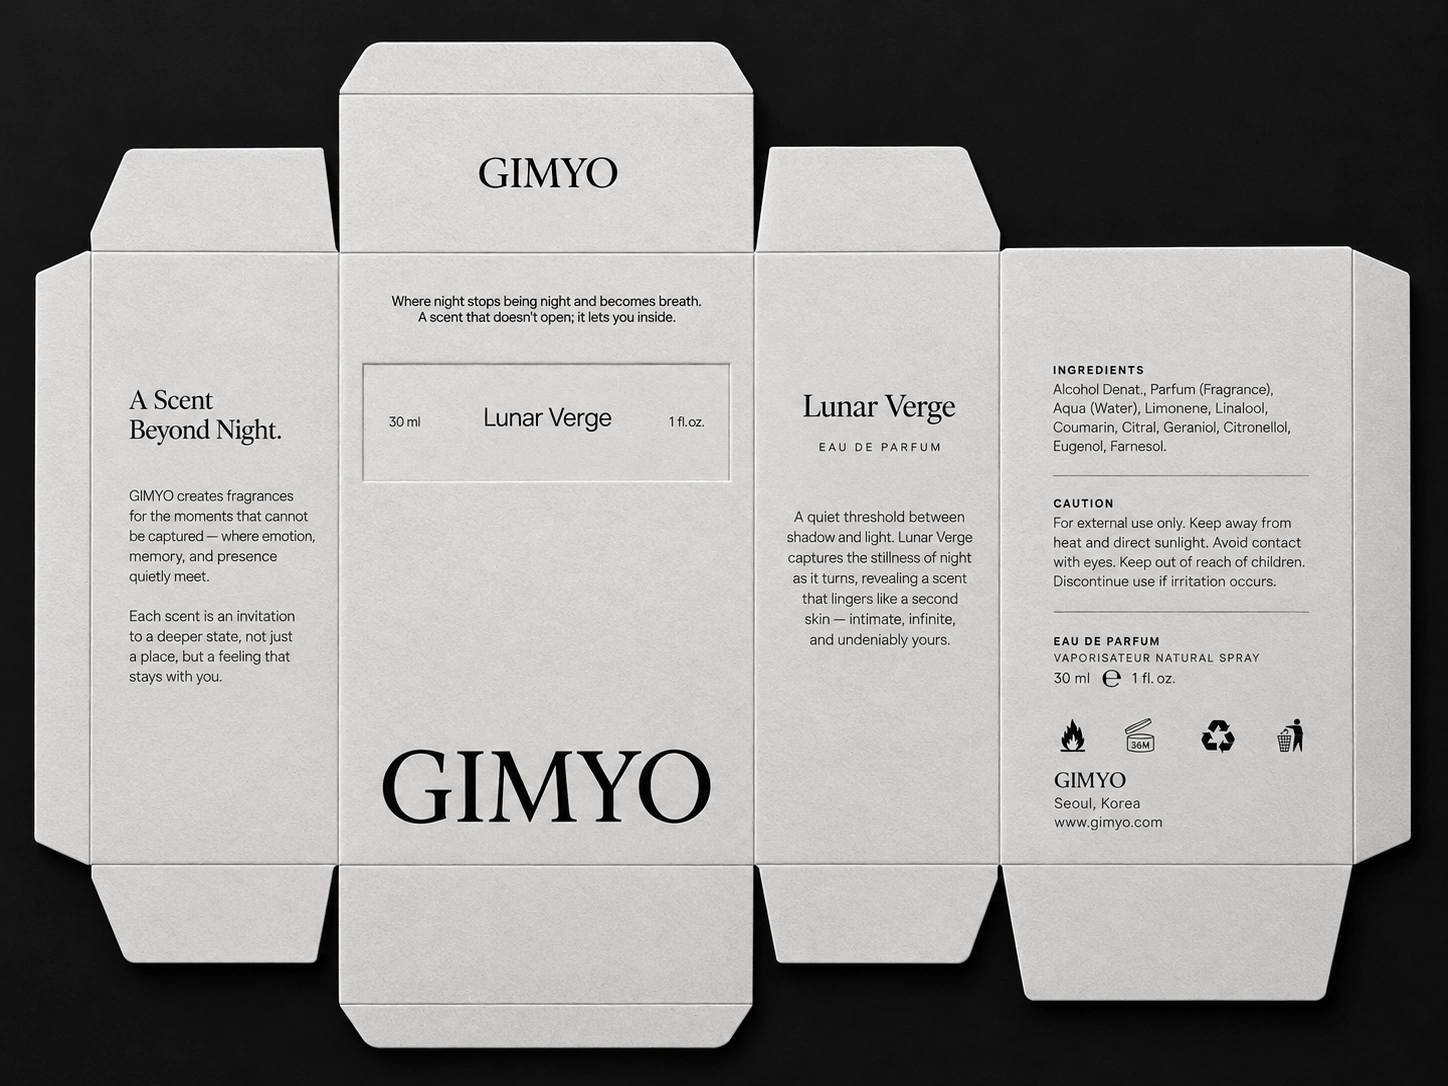 GIMYO
Where night stops being night and becomes breath.
A scent that doesn't open; it lets you inside.
30 ml
Lunar Verge
1 fl.oz.
GIMYO
A Scent
Beyond Night.
GIMYO creates fragrances
for the moments that cannot
be captured — where emotion,
memory, and presence
quietly meet.
Each scent is an invitation
to a deeper state, not just
a place, but a feeling that
stays with you.
Lunar Verge
EAU DE PARFUM
A quiet threshold between
shadow and light. Lunar Verge
captures the stillness of night
as it turns, revealing a scent
that lingers like a second
skin — intimate, infinite,
and undeniably yours.
INGREDIENTS
Alcohol Denat., Parfum (Fragrance),
Aqua (Water), Limonene, Linalool,
Coumarin, Citral, Geraniol, Citronellol,
Eugenol, Farnesol.
CAUTION
For external use only. Keep away from
heat and direct sunlight. Avoid contact
with eyes. Keep out of reach of children.
Discontinue use if irritation occurs.
EAU DE PARFUM
VAPORISATEUR NATURAL SPRAY
30 ml ℮ 1 fl. oz.
36M
GIMYO
Seoul, Korea
www.gimyo.com